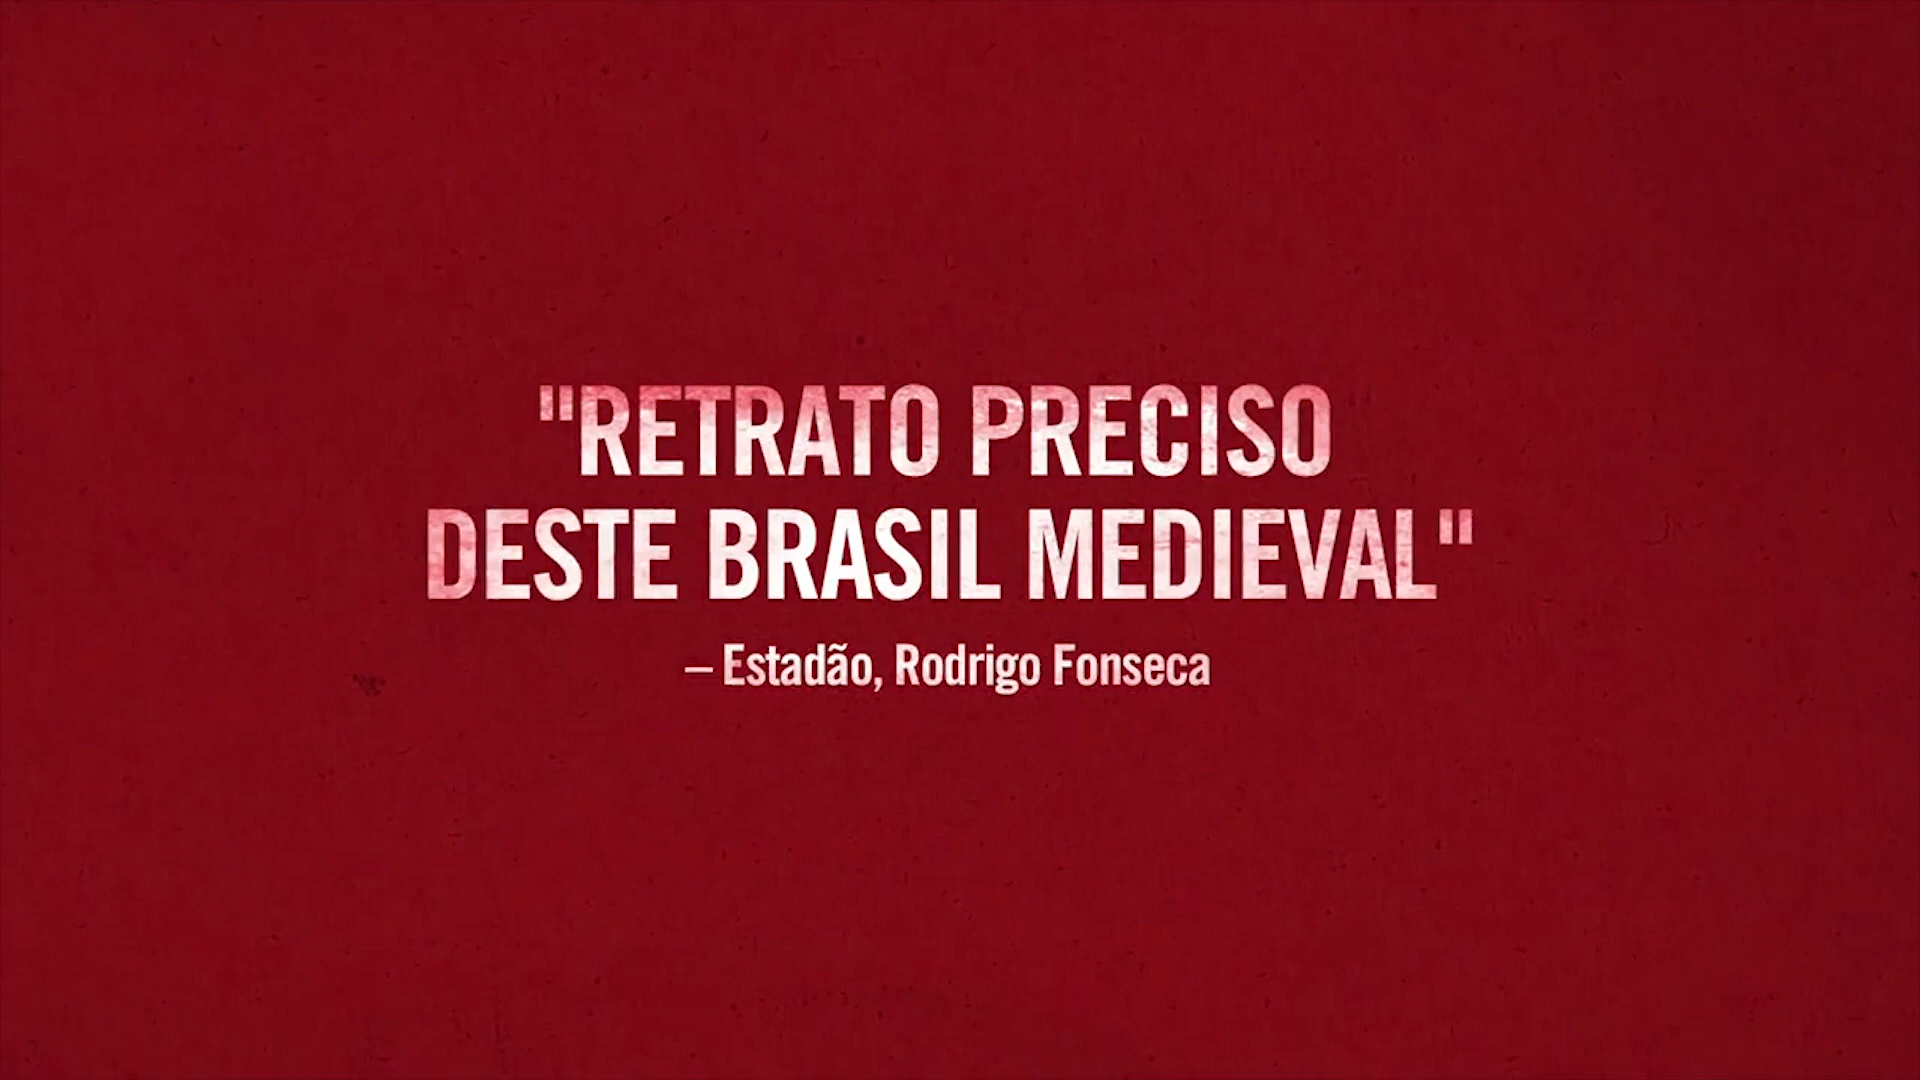 "RETRATO PRECISO
DESTE BRASIL MEDIEVAL"
– Estadão, Rodrigo Fonseca